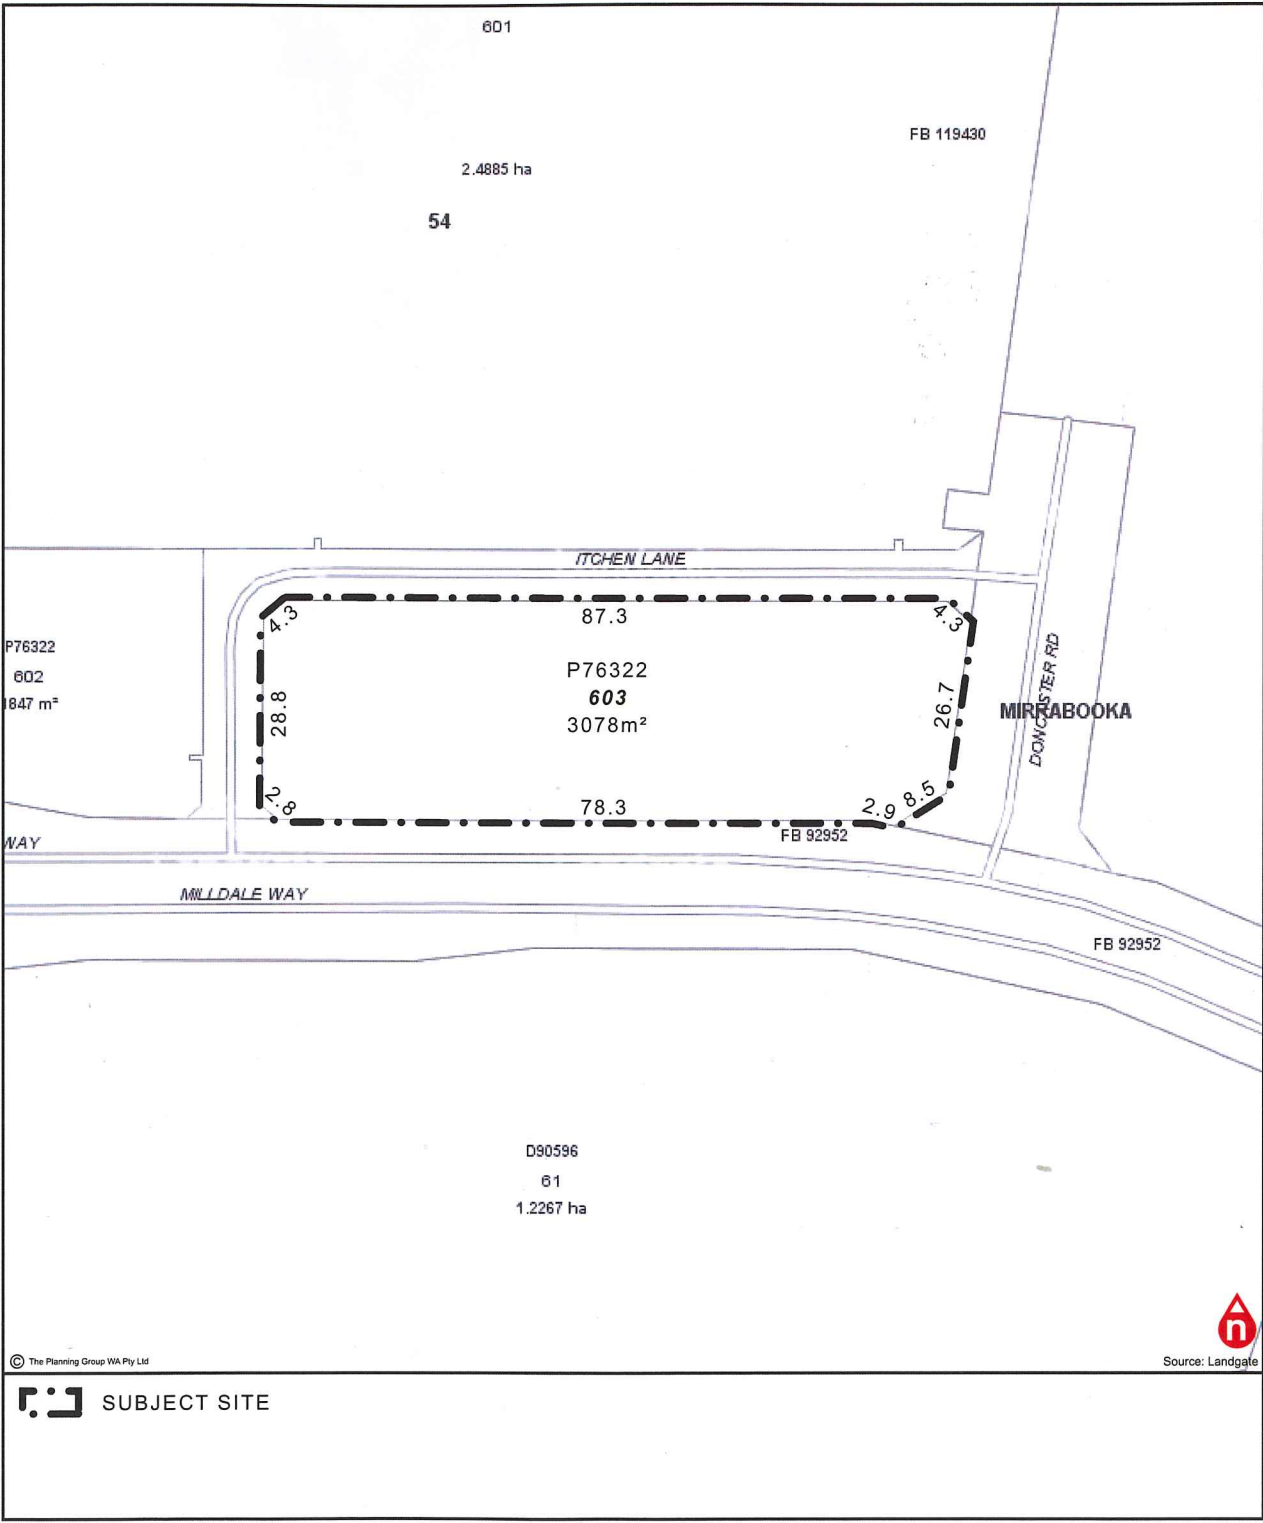 601
FB 119430
2.4885 ha
54
ITCHEN LANE
4.3
87.3
4.3
P76322
602
1847 m²
P76322
603
3078m²
28.8
26.7
DONCASTER RD
MIRRABOOKA
2.8
78.3
2.9
8.5
FB 92952
WAY
MILLDALE WAY
FB 92952
D90596
61
1.2267 ha
n
© The Planning Group WA Pty Ltd
Source: Landgate
SUBJECT SITE